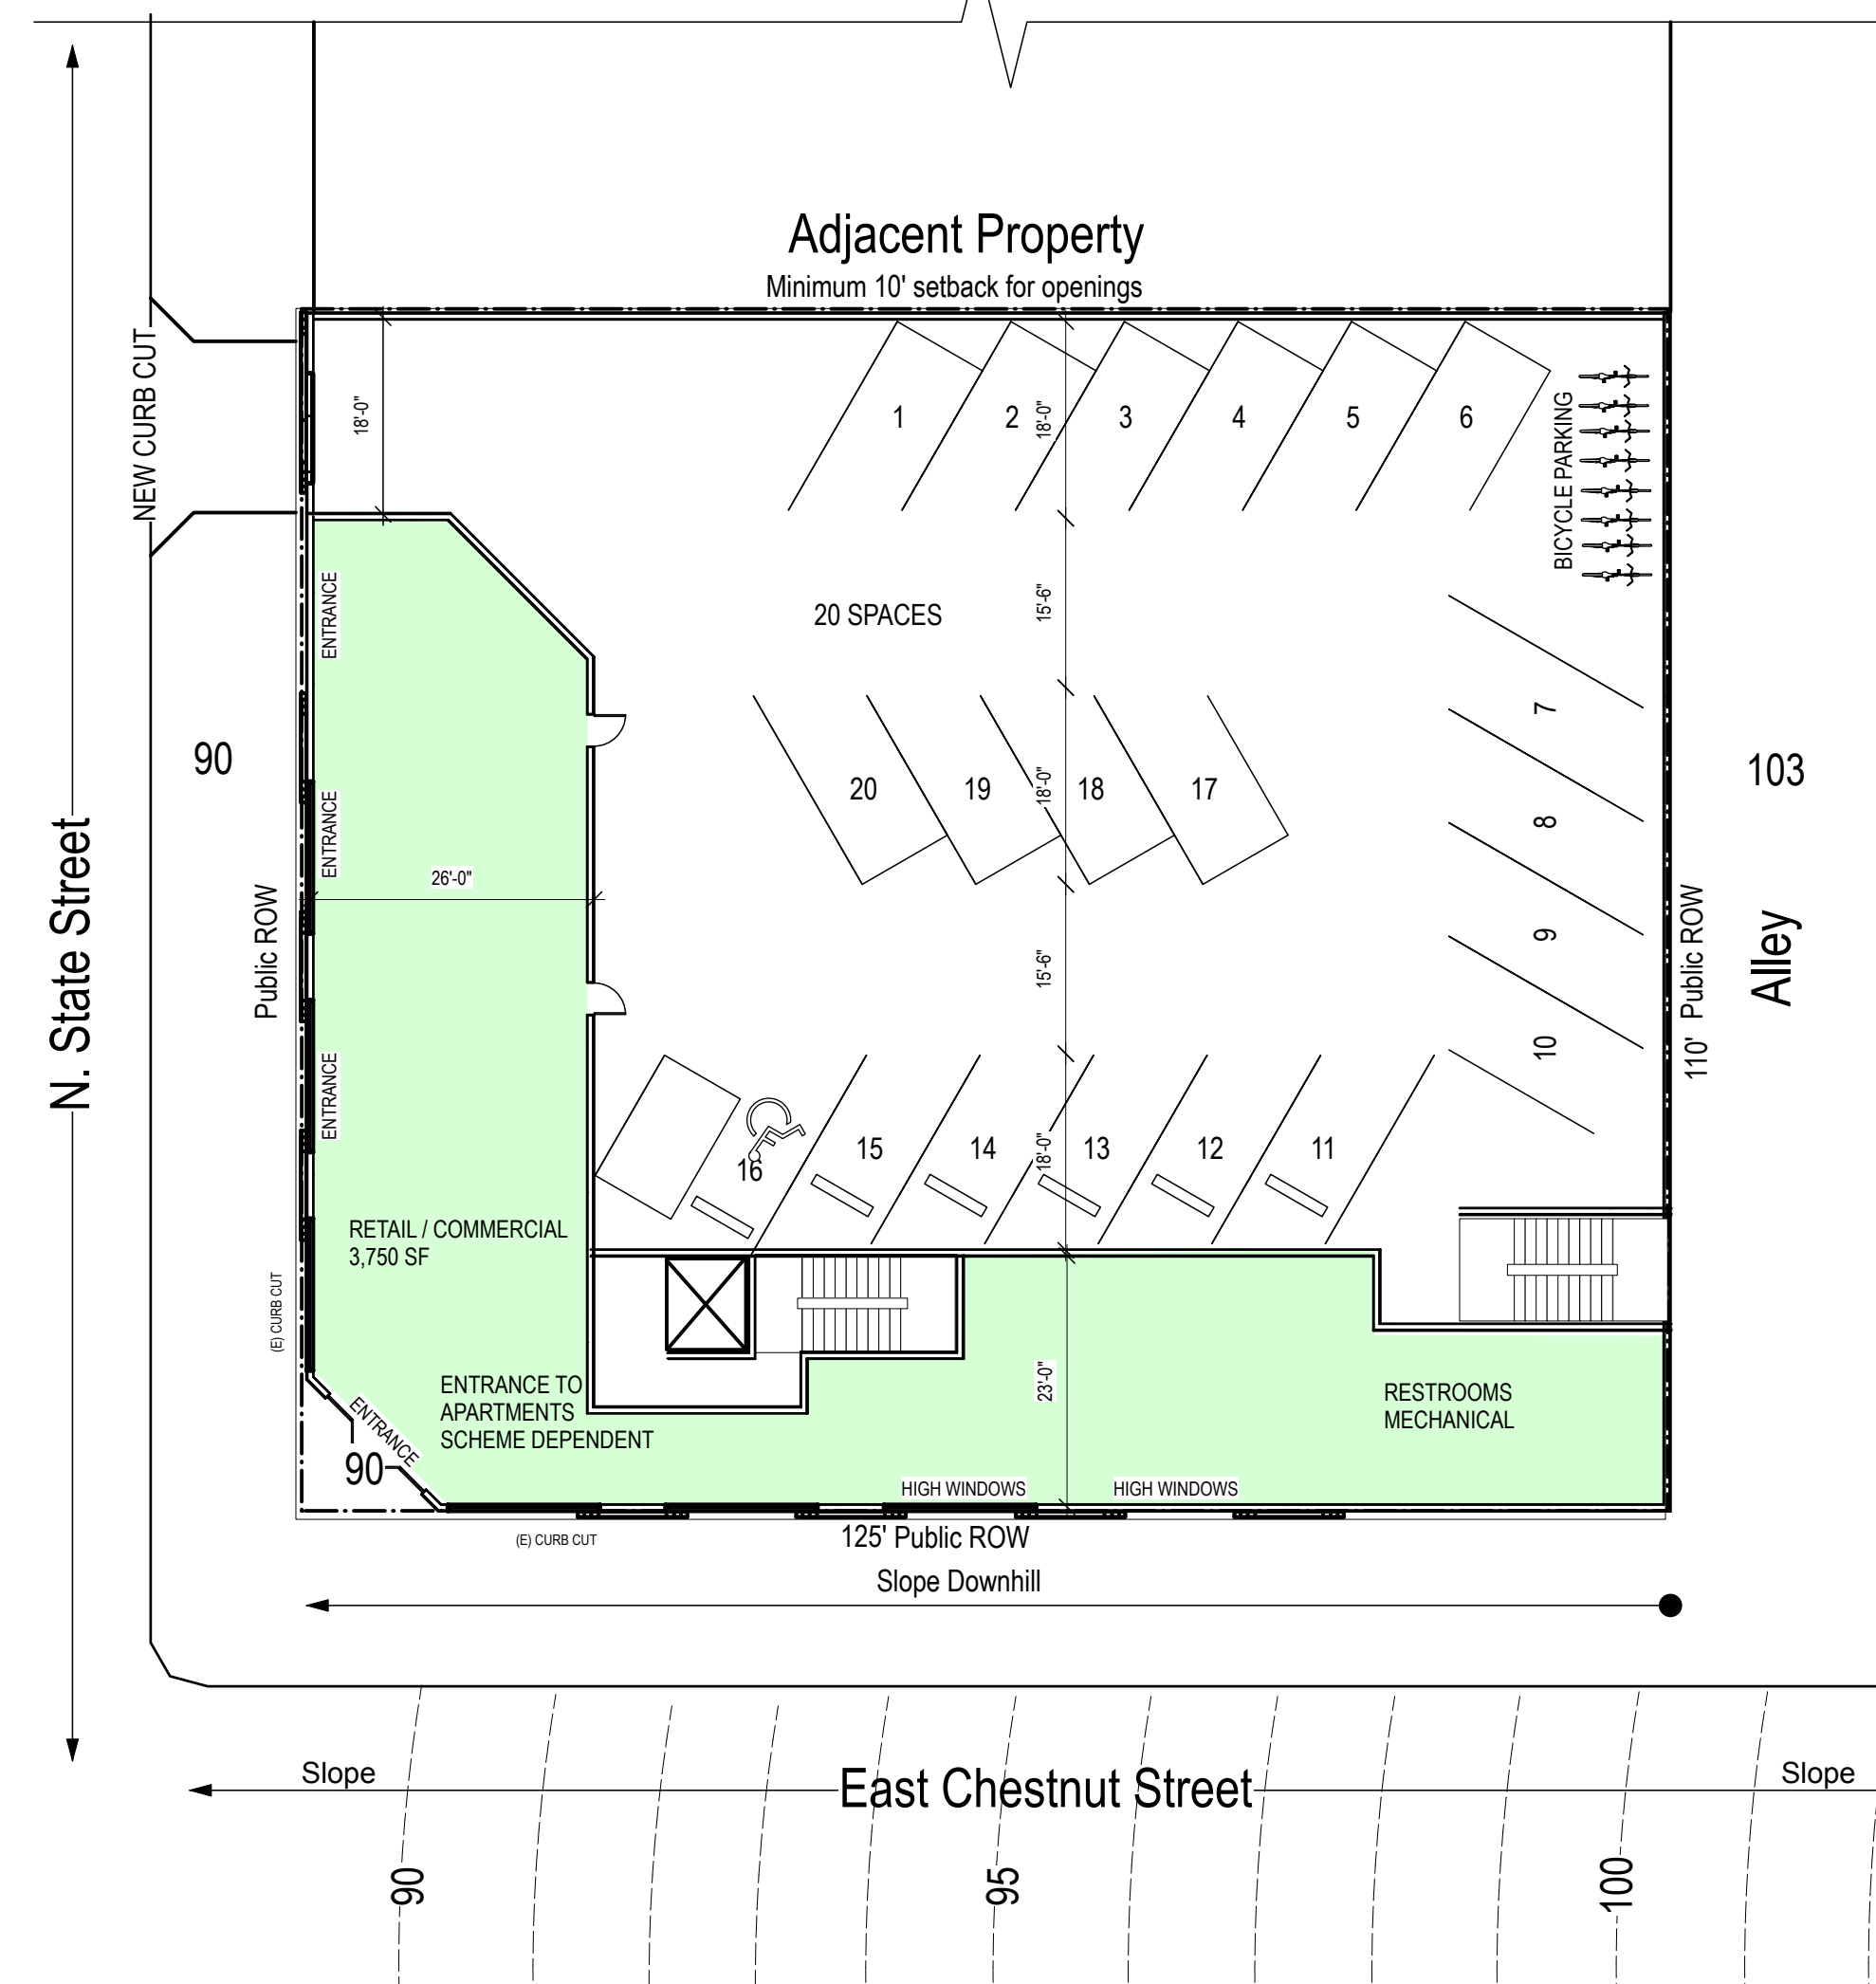 Adjacent Property
Minimum 10' setback for openings
NEW CURB CUT
18'-0"
1
2
18'-0"
3
4
5
6
BICYCLE PARKING
ENTRANCE
20 SPACES
15'-6"
7
90
103
20
19
18'-0"
18
17
8
ENTRANCE
26'-0"
9
N. State Street
Public ROW
15'-6"
110' Public ROW
Alley
10
ENTRANCE
16
15
14
18'-0"
13
12
11
RETAIL / COMMERCIAL
3,750 SF
(E) CURB CUT
ENTRANCE TO
APARTMENTS
SCHEME DEPENDENT
23'-0"
RESTROOMS
MECHANICAL
ENTRANCE
90
HIGH WINDOWS
HIGH WINDOWS
(E) CURB CUT
125' Public ROW
Slope Downhill
Slope
East Chestnut Street
Slope
90
95
100